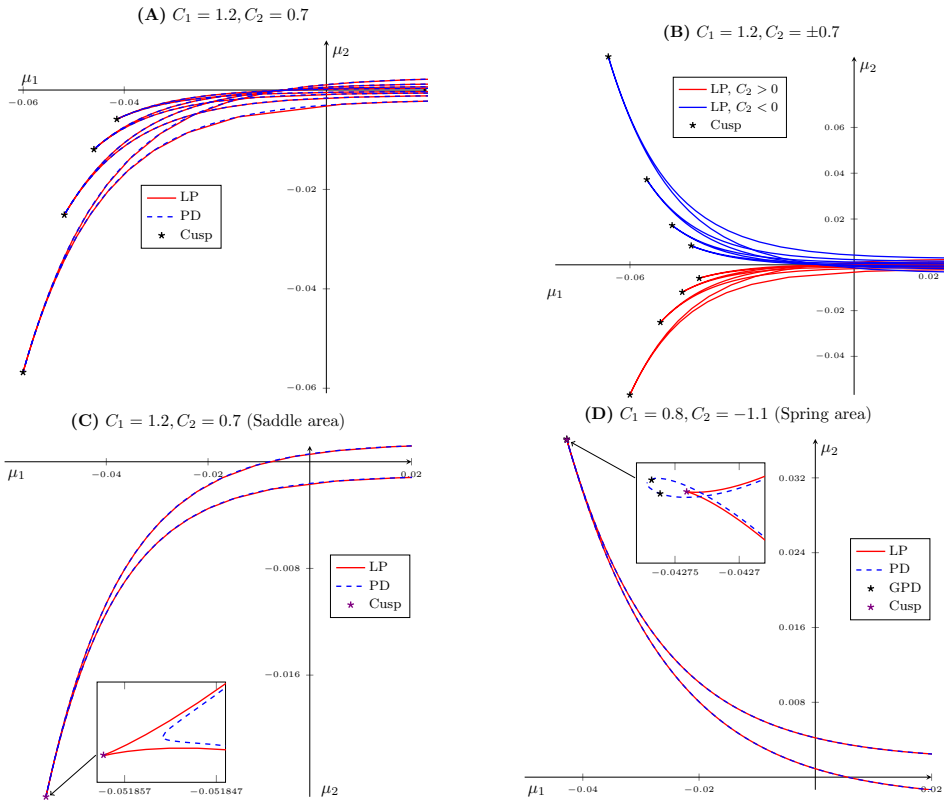 (A) C₁ = 1.2, C₂ = 0.7
μ₂
μ₁
−0.06
−0.04
−0.02
−0.04
−0.06
LP
PD
Cusp
(B) C₁ = 1.2, C₂ = ±0.7
μ₂
LP, C₂ > 0
LP, C₂ < 0
Cusp
0.06
0.04
0.02
μ₁
−0.06
0.02
−0.02
−0.04
(C) C₁ = 1.2, C₂ = 0.7 (Saddle area)
μ₁
−0.04
−0.02
0.02
−0.008
−0.016
LP
PD
Cusp
−0.051857
−0.051847
μ₂
(D) C₁ = 0.8, C₂ = −1.1 (Spring area)
μ₂
0.032
0.024
0.016
0.008
−0.04275
−0.0427
LP
PD
GPD
Cusp
μ₁
−0.04
−0.02
0.02